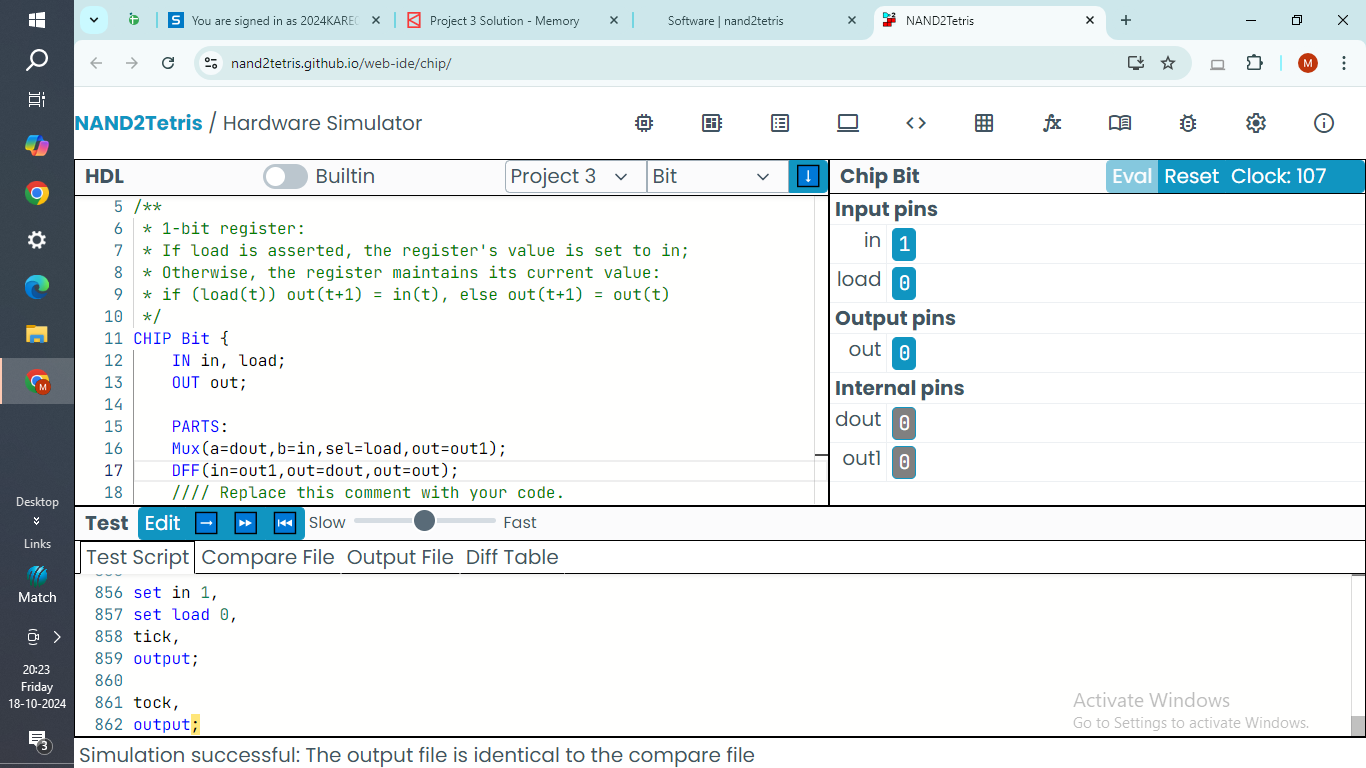 You are signed in as 2024KARE
Project 3 Solution - Memory
Software | nand2tetris
NAND2Tetris
nand2tetris.github.io/web-ide/chip/
M
NAND2Tetris / Hardware Simulator
HDL
Builtin
Project 3
Bit
Chip Bit
Eval
Reset
Clock: 107
5 /**
6 * 1-bit register:
7 * If load is asserted, the register's value is set to in;
8 * Otherwise, the register maintains its current value:
9 * if (load(t)) out(t+1) = in(t), else out(t+1) = out(t)
10 */
11 CHIP Bit {
12 IN in, load;
13 OUT out;
14
15 PARTS:
16 Mux(a=dout,b=in,sel=load,out=out1);
17 DFF(in=out1,out=dout,out=out);
18 //// Replace this comment with your code.
Input pins
in 1
load 0
Output pins
out 0
Internal pins
dout 0
out1 0
Test
Edit
Slow
Fast
Test Script
Compare File
Output File
Diff Table
856 set in 1,
857 set load 0,
858 tick,
859 output;
860
861 tock,
862 output;
Activate Windows
Go to Settings to activate Windows.
Simulation successful: The output file is identical to the compare file
M
Desktop
Links
Match
20:23
Friday
18-10-2024
3